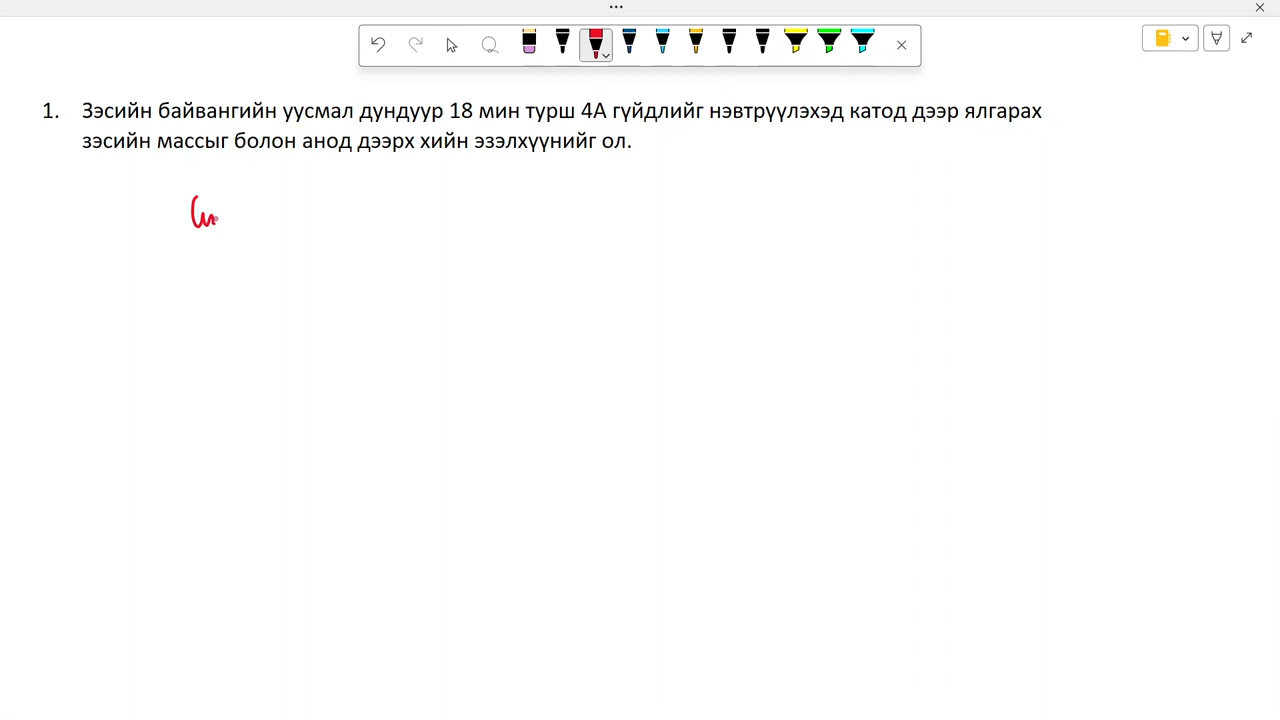 1. Зэсийн байвангийн уусмал дундуур 18 мин турш 4А гүйдлийг нэвтрүүлэхэд катод дээр ялгарах
зэсийн массыг болон анод дээрх хийн эзэлхүүнийг ол.